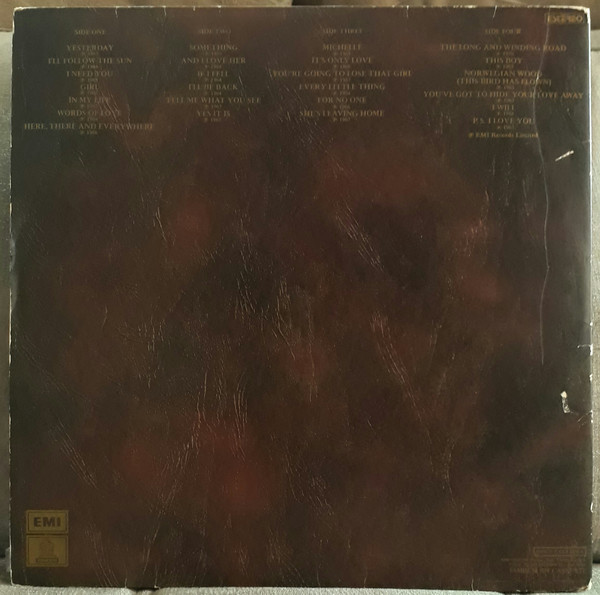 SIDE ONE
YESTERDAY
I'LL FOLLOW THE SUN
I NEED YOU
GIRL
IN MY LIFE
WORDS OF LOVE
HERE, THERE AND EVERYWHERE
SIDE TWO
SOMETHING
AND I LOVE HER
IF I FELL
I'LL BE BACK
TELL ME WHAT YOU SEE
YES IT IS
SIDE THREE
MICHELLE
IT'S ONLY LOVE
YOU'RE GOING TO LOSE THAT GIRL
EVERY LITTLE THING
FOR NO ONE
SHE'S LEAVING HOME
SIDE FOUR
THE LONG AND WINDING ROAD
THIS BOY
NORWEGIAN WOOD
(THIS BIRD HAS FLOWN)
YOU'VE GOT TO HIDE YOUR LOVE AWAY
I WILL
P.S. I LOVE YOU
℗ EMI Records Limited
EMI